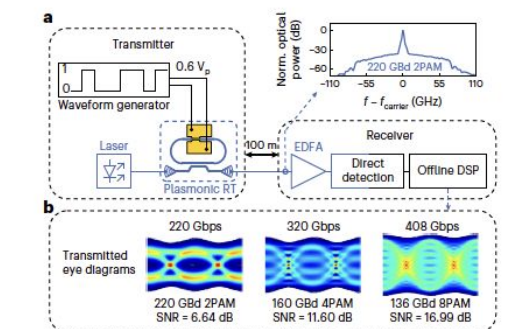 a
Transmitter
1
0
0.6 Vp
Waveform generator
Laser
Plasmonic RT
100 m
Norm. optical
power (dB)
0
−30
−60
220 GBd 2PAM
−110 −55 0 55 110
f − fcarrier (GHz)
Receiver
EDFA
Direct
detection
Offline DSP
b
Transmitted
eye diagrams
220 Gbps 320 Gbps 408 Gbps
220 GBd 2PAM 160 GBd 4PAM 136 GBd 8PAM
SNR = 6.64 dB SNR = 11.60 dB SNR = 16.99 dB